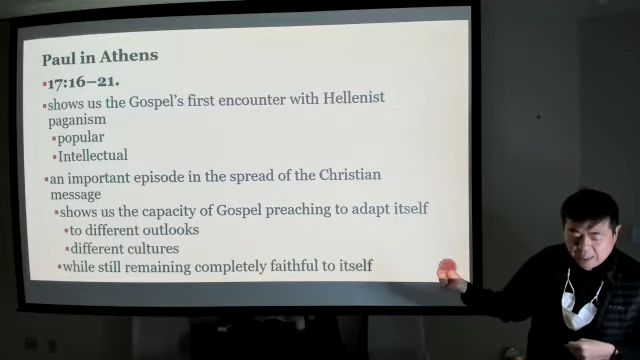 Paul in Athens
▪17:16–21.
▪shows us the Gospel's first encounter with Hellenist
paganism
▪popular
▪Intellectual
▪an important episode in the spread of the Christian
message
▪shows us the capacity of Gospel preaching to adapt itself
▪to different outlooks
▪different cultures
▪while still remaining completely faithful to itself